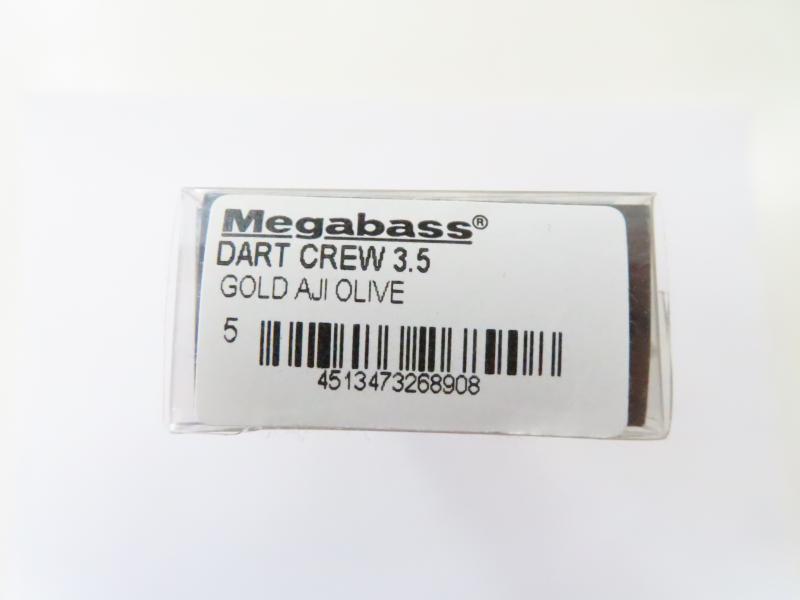 Megabass®
DART CREW 3.5
GOLD AJI OLIVE
5
4513473268908